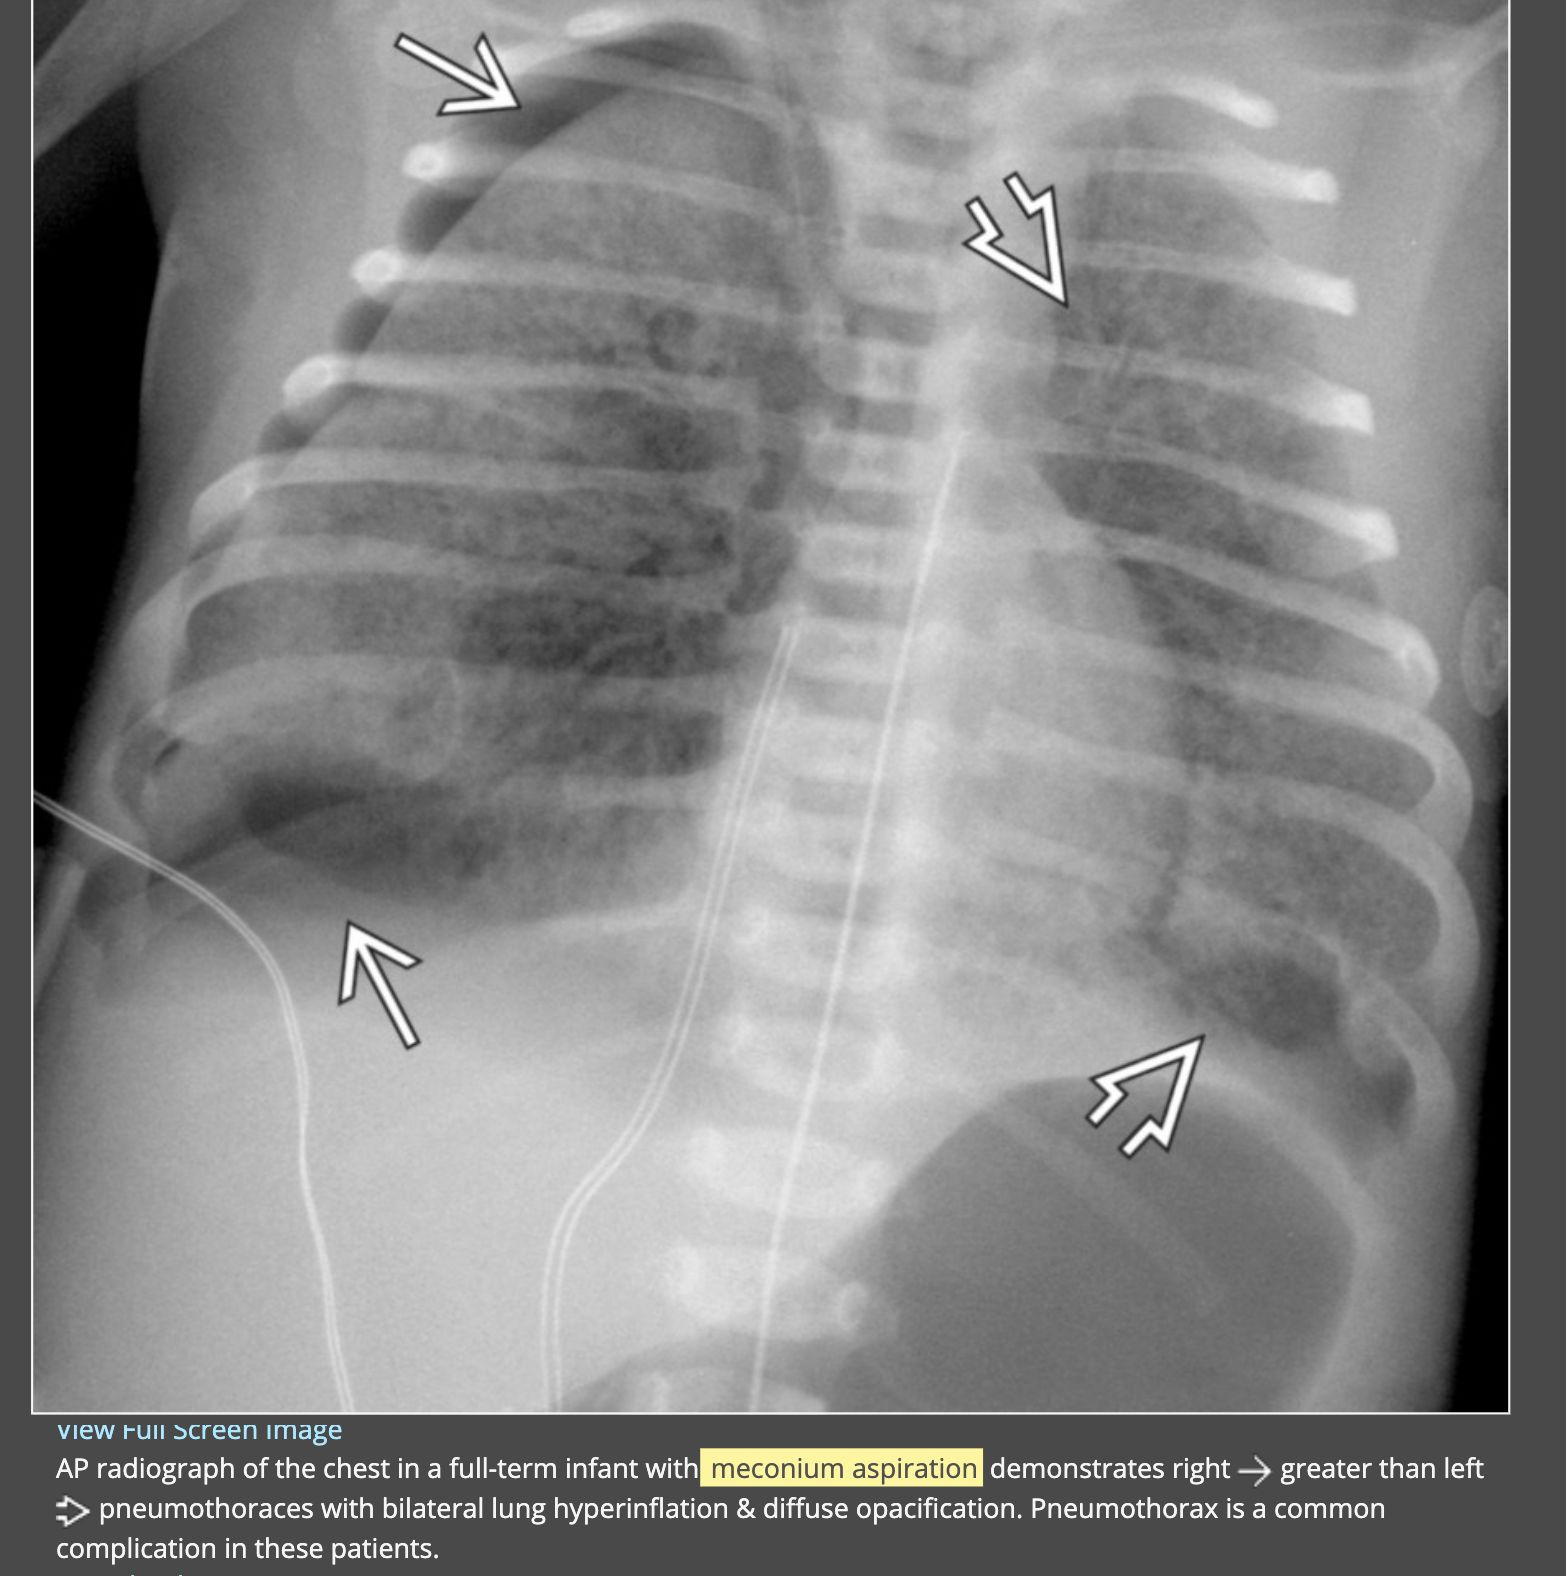 View Full Screen Image
AP radiograph of the chest in a full-term infant with meconium aspiration demonstrates right → greater than left
⇨ pneumothoraces with bilateral lung hyperinflation & diffuse opacification. Pneumothorax is a common
complication in these patients.